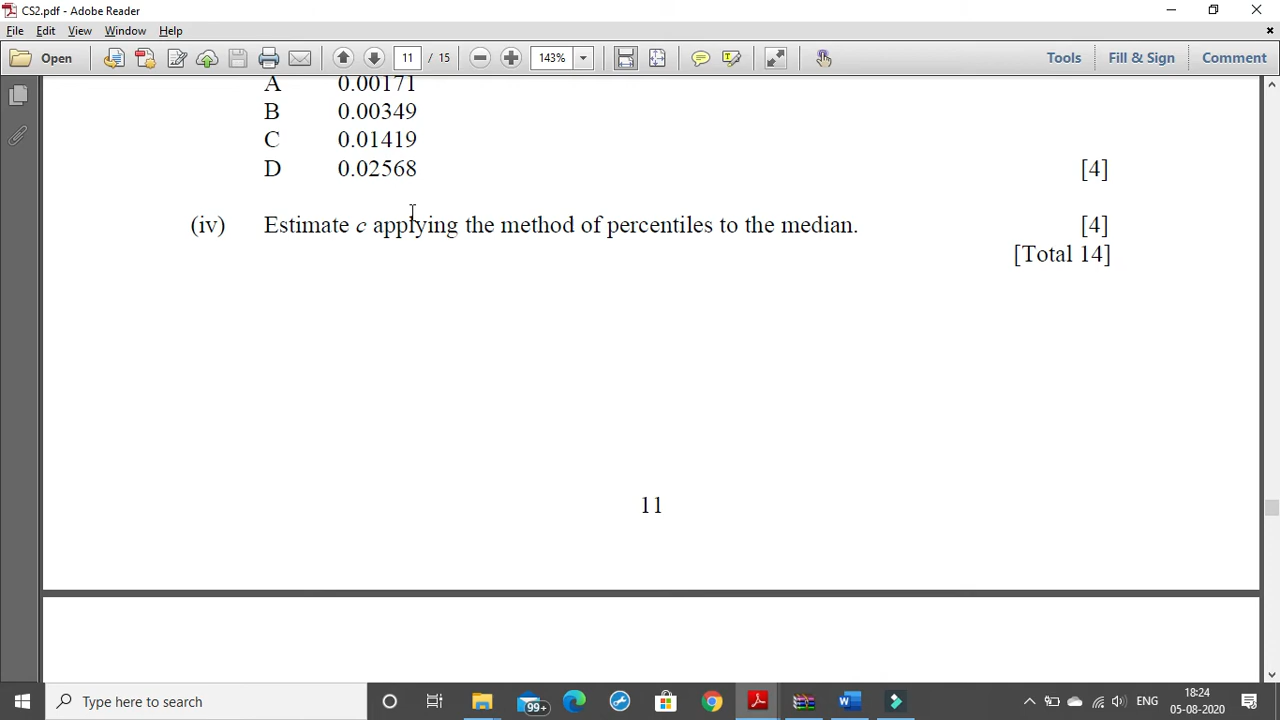 CS2.pdf - Adobe Reader
File Edit View Window Help
Open 11 / 15 143% Tools Fill & Sign Comment
A 0.00171
B 0.00349
C 0.01419
D 0.02568 [4]
(iv) Estimate c applying the method of percentiles to the median. [4]
[Total 14]
11
Type here to search 99+ ENG 18:24
05-08-2020